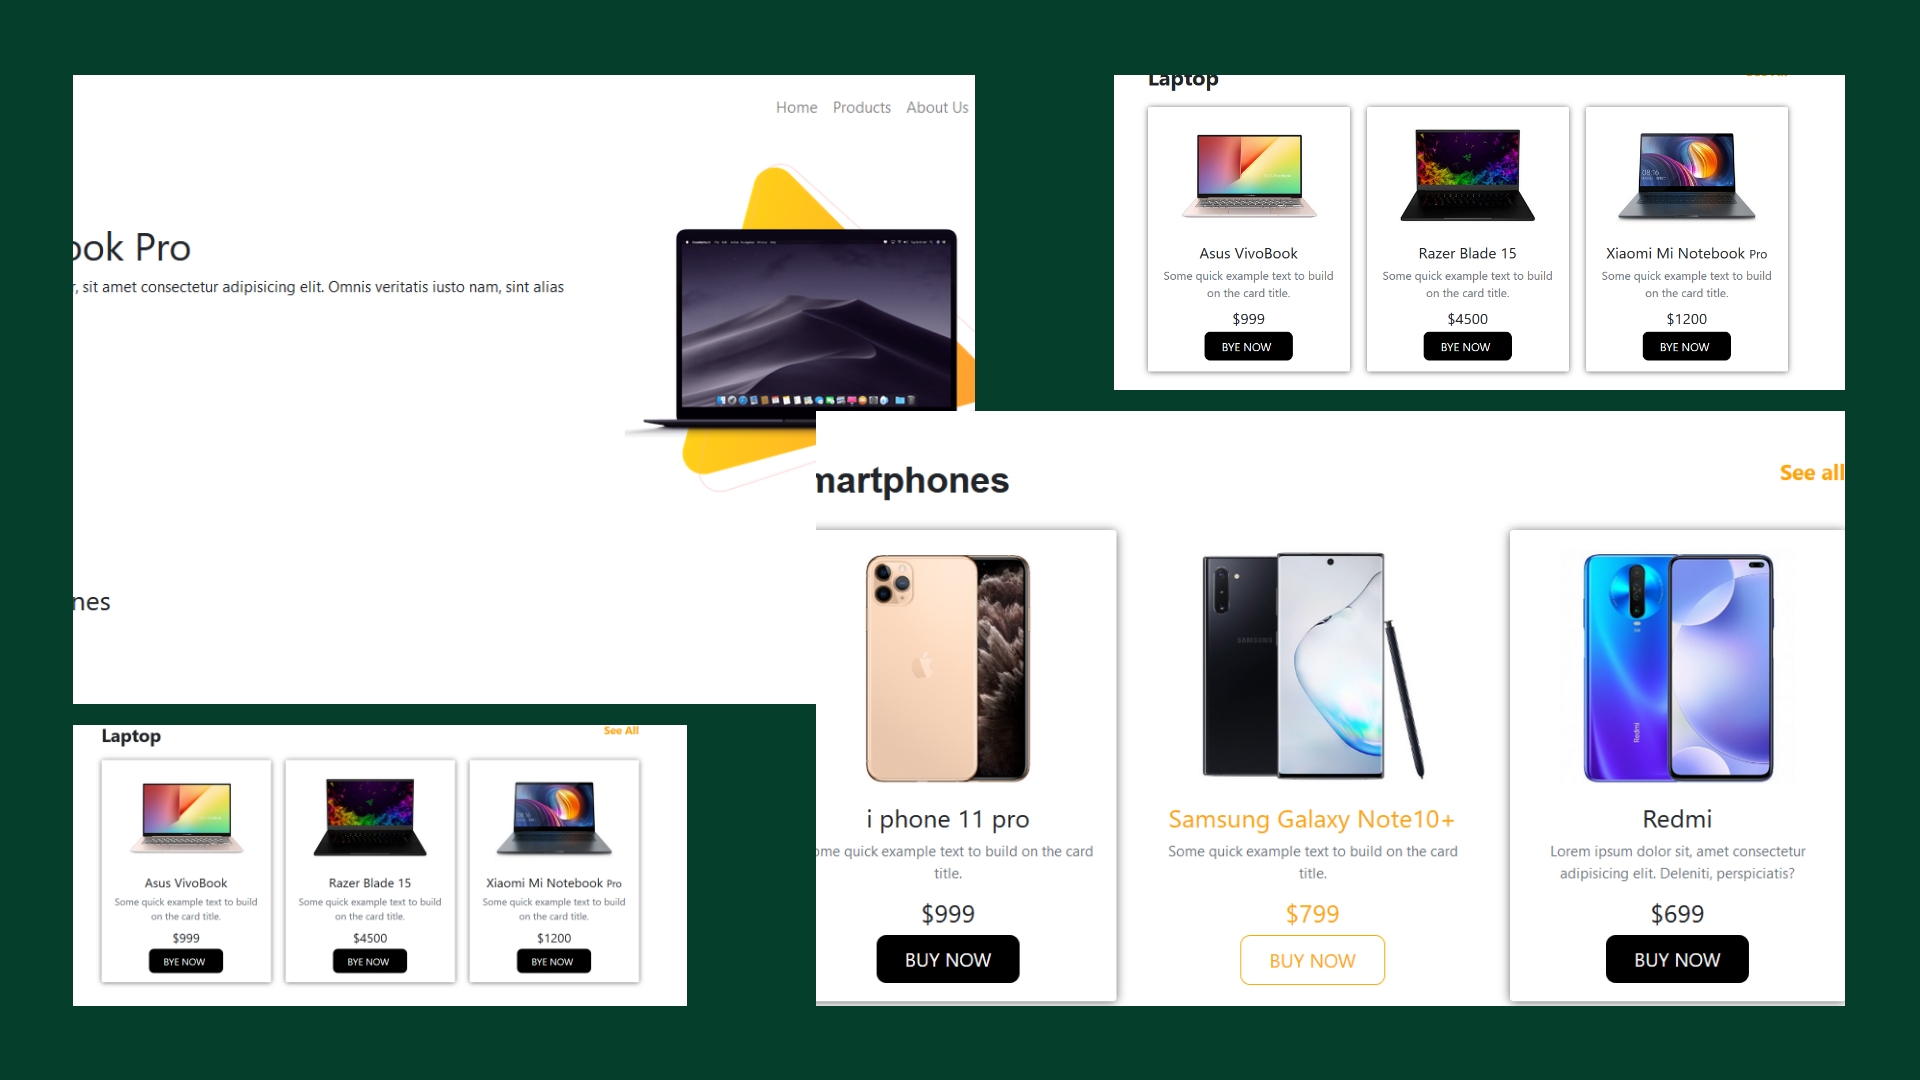 Home Products About Us
ook Pro
r, sit amet consectetur adipisicing elit. Omnis veritatis iusto nam, sint alias
nes
Laptop
Asus VivoBook
Some quick example text to build
on the card title.
$999
BYE NOW
Razer Blade 15
Some quick example text to build
on the card title.
$4500
BYE NOW
Xiaomi Mi Notebook Pro
Some quick example text to build
on the card title.
$1200
BYE NOW
martphones
See all
SAMSUNG
Redmi
i phone 11 pro
ome quick example text to build on the card
title.
$999
BUY NOW
Samsung Galaxy Note10+
Some quick example text to build on the card
title.
$799
BUY NOW
Redmi
Lorem ipsum dolor sit, amet consectetur
adipisicing elit. Deleniti, perspiciatis?
$699
BUY NOW
Laptop
See All
Asus VivoBook
Some quick example text to build
on the card title.
$999
BYE NOW
Razer Blade 15
Some quick example text to build
on the card title.
$4500
BYE NOW
Xiaomi Mi Notebook Pro
Some quick example text to build
on the card title.
$1200
BYE NOW